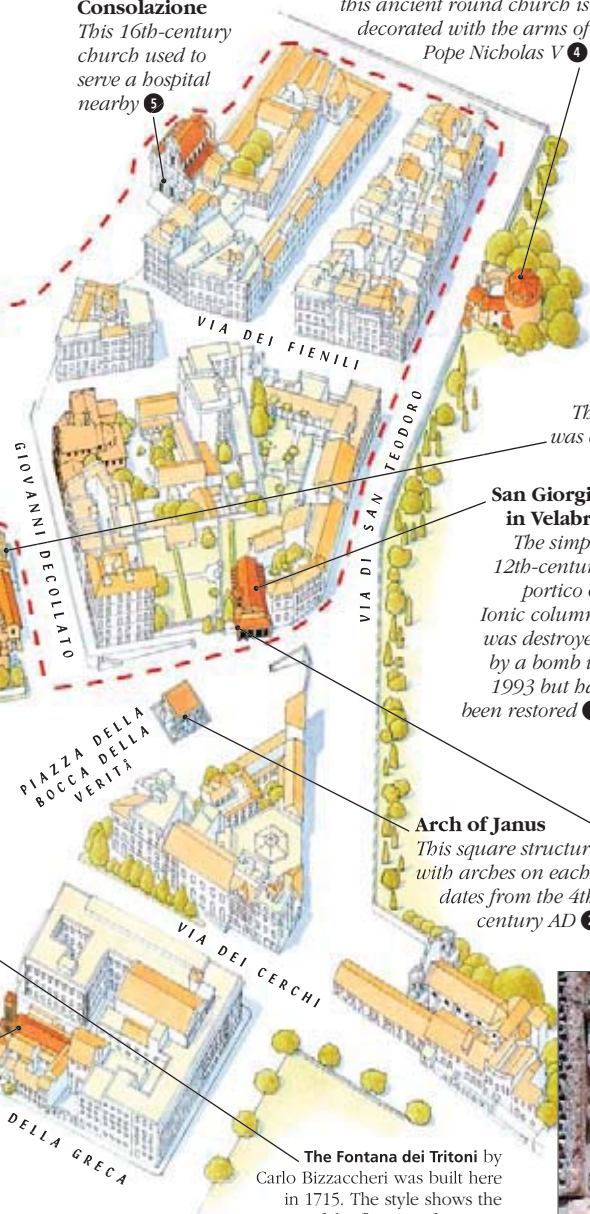 Consolazione
This 16th-century
church used to
serve a hospital
nearby 5
this ancient round church is
decorated with the arms of
Pope Nicholas V 4
VIA DEI FIENILI
VIA DI SAN TEODORO
GIOVANNI DECOLLATO
Th
was
San Giorgi
in Velabr
The simp
12th-centur
portico
Ionic column
was destroye
by a bomb
1993 but ha
been restored
PIAZZA DELLA
BOCCA DELLA
VERITÅ
Arch of Janus
This square structur
with arches on each
dates from the 4th
century AD
VIA DEI CERCHI
DELLA GRECA
The Fontana dei Tritoni by
Carlo Bizzaccheri was built here
in 1715. The style shows the